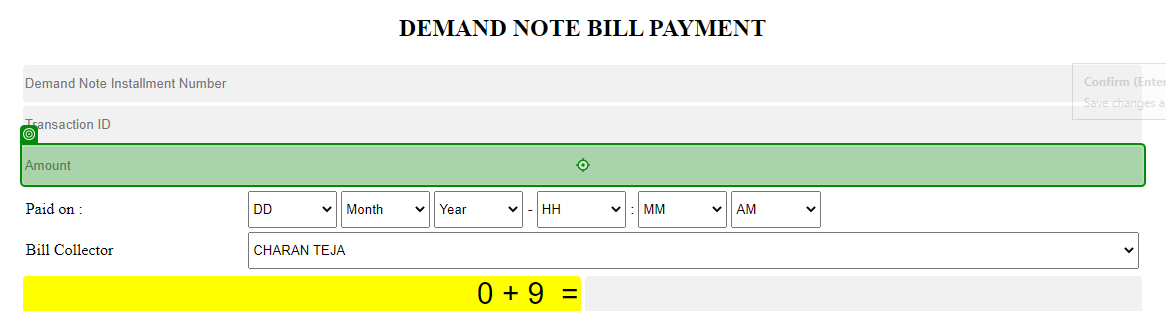 DEMAND NOTE BILL PAYMENT
Demand Note Installment Number
Confirm (Enter
Save changes a
Transaction ID
Amount
Paid on : DD Month Year - HH : MM AM
Bill Collector CHARAN TEJA
0 + 9 =